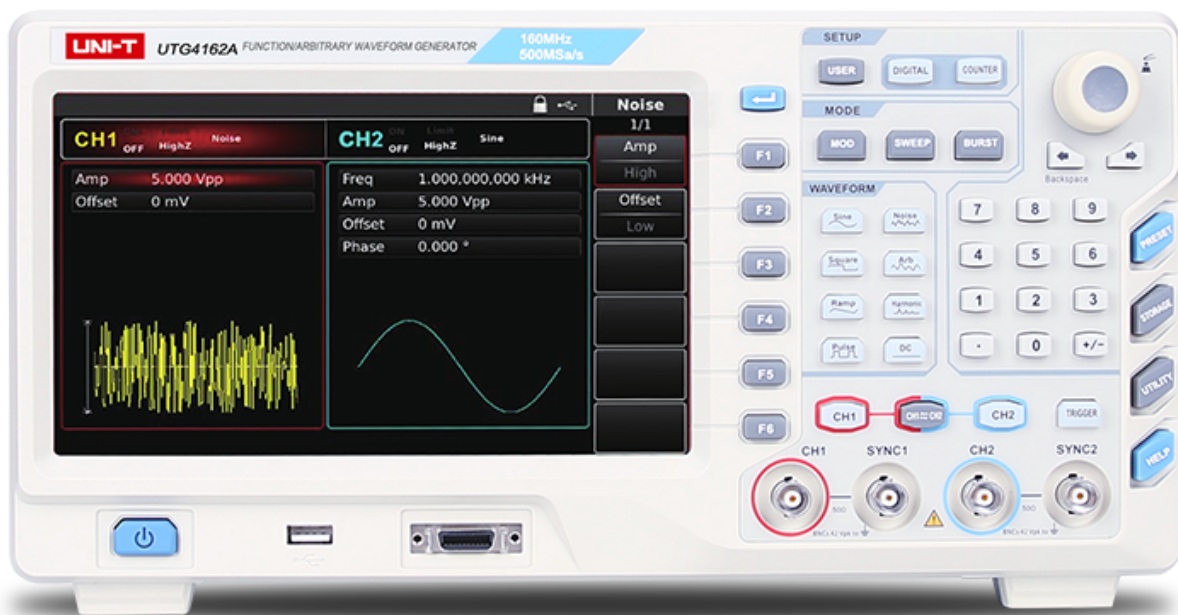 UNI-T UTG4162A FUNCTION/ARBITRARY WAVEFORM GENERATOR
160MHz
500MSa/s
Noise
1/1
CH1 OFF HighZ Noise
CH2 ON OFF Limit HighZ Sine
Amp
High
Offset
Low
Amp 5.000 Vpp
Offset 0 mV
Freq 1.000,000,000 kHz
Amp 5.000 Vpp
Offset 0 mV
Phase 0.000 °
F1
F2
F3
F4
F5
F6
SETUP
USER DIGITAL COUNTER
MODE
MOD SWEEP BURST
Backspace
WAVEFORM
Sine Noise
Square Arb
Ramp Harmonic
Pulse DC
7 8 9
4 5 6
1 2 3
. 0 +/-
PRESET
STORAGE
UTILITY
HELP
CH1 CH1⇌CH2 CH2 TRIGGER
CH1 SYNC1 CH2 SYNC2
50Ω 50Ω